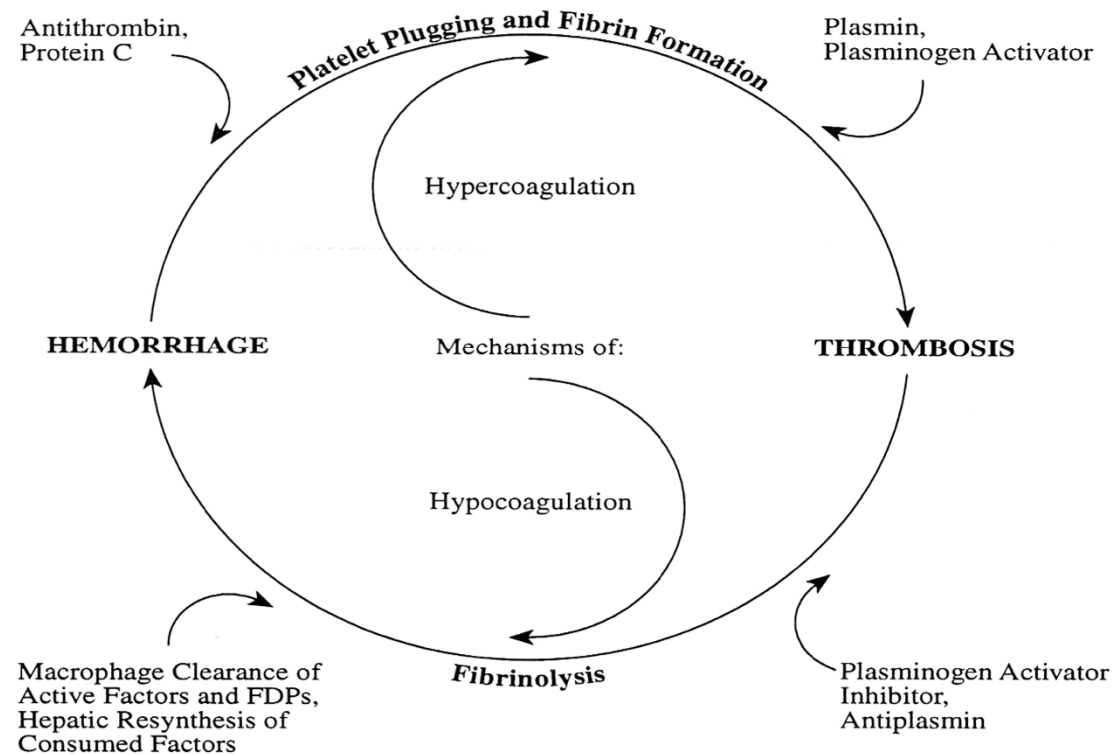 Antithrombin,
Protein C
Platelet Plugging and Fibrin Formation
Plasmin,
Plasminogen Activator
Hypercoagulation
HEMORRHAGE
Mechanisms of:
THROMBOSIS
Hypocoagulation
Macrophage Clearance of
Active Factors and FDPs,
Hepatic Resynthesis of
Consumed Factors
Fibrinolysis
Plasminogen Activator
Inhibitor,
Antiplasmin